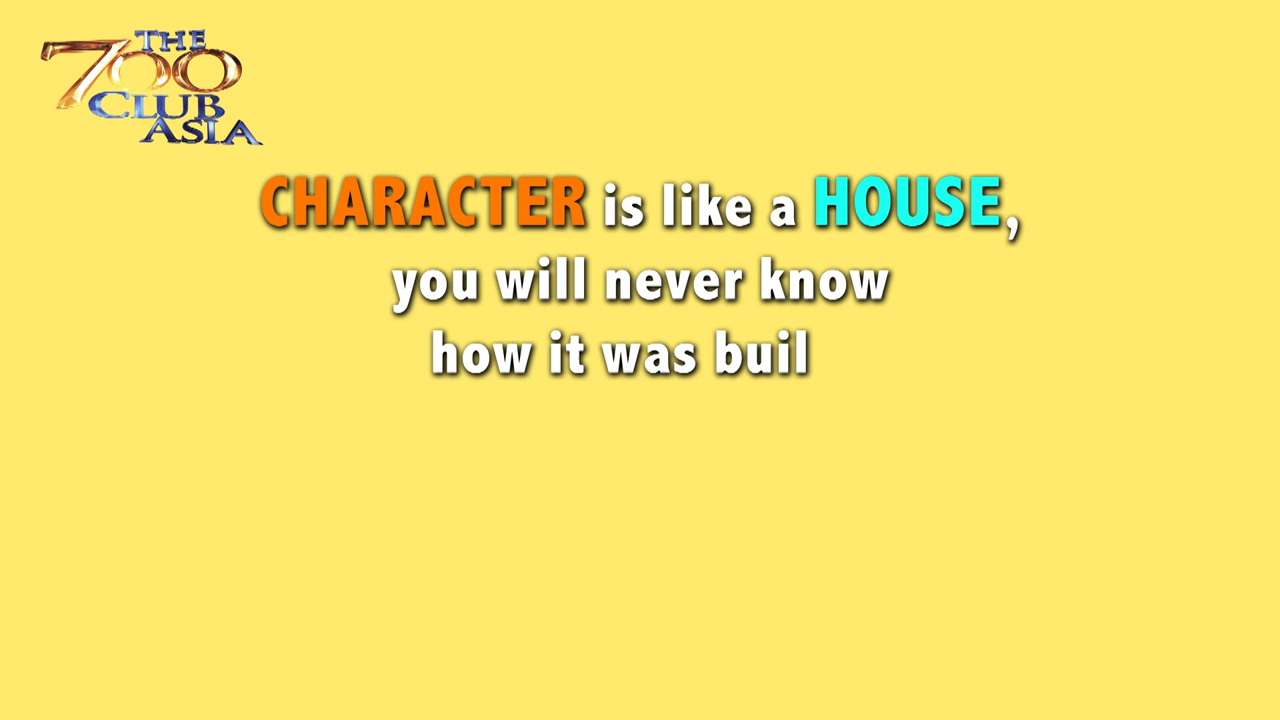 THE
700
CLUB
ASIA
CHARACTER is like a HOUSE,
you will never know
how it was buil